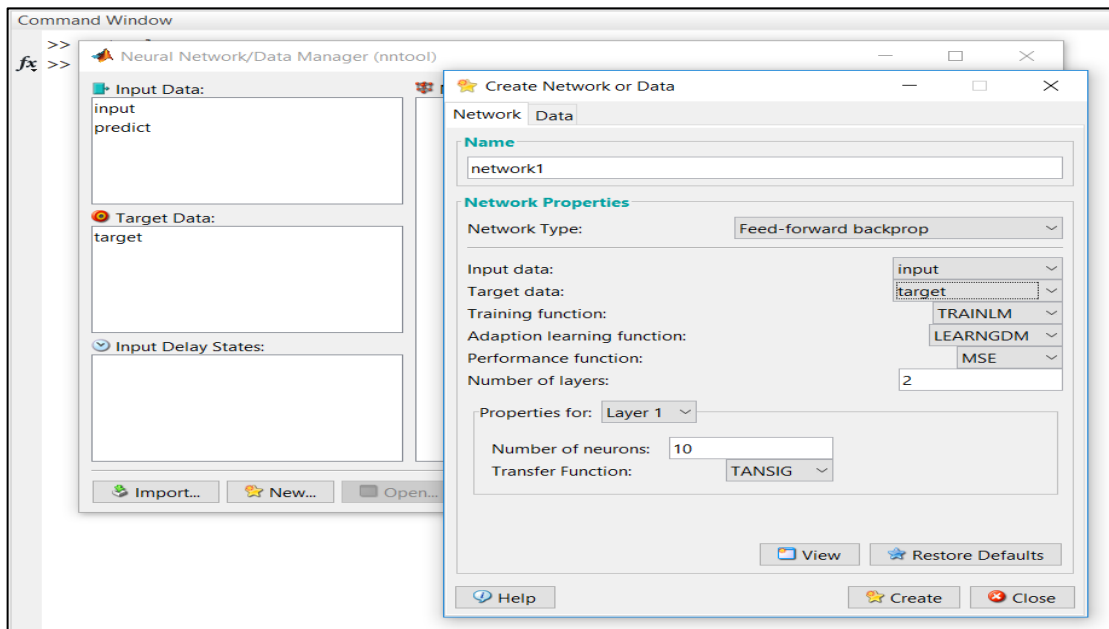 Command Window
>>
fx >>
Neural Network/Data Manager (nntool)
Input Data:
input
predict
Target Data:
target
Input Delay States:
Import...
New...
Open...
Create Network or Data
Network Data
Name
network1
Network Properties
Network Type: Feed-forward backprop
Input data: input
Target data: target
Training function: TRAINLM
Adaption learning function: LEARNGDM
Performance function: MSE
Number of layers: 2
Properties for: Layer 1
Number of neurons: 10
Transfer Function: TANSIG
View
Restore Defaults
Help
Create
Close